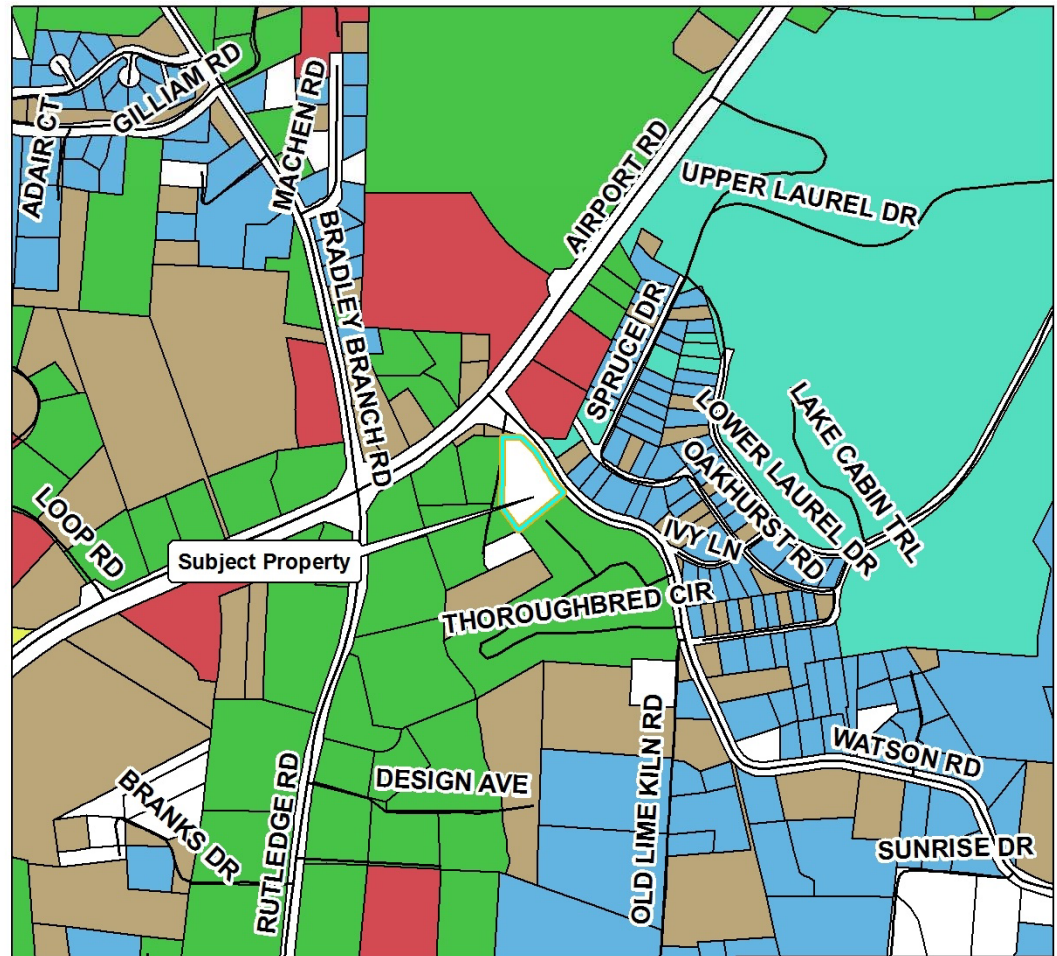 GILLIAM RD
ADAIR CT
MACHEN RD
BRADLEY BRANCH RD
AIRPORT RD
UPPER LAUREL DR
SPRUCE DR
LOWER LAUREL DR
LAKE CABIN TRL
OAKHURST RD
IVY LN
LOOP RD
Subject Property
THOROUGHBRED CIR
OLD LIME KILN RD
WATSON RD
DESIGN AVE
BRANKS DR
RUTLEDGE RD
SUNRISE DR